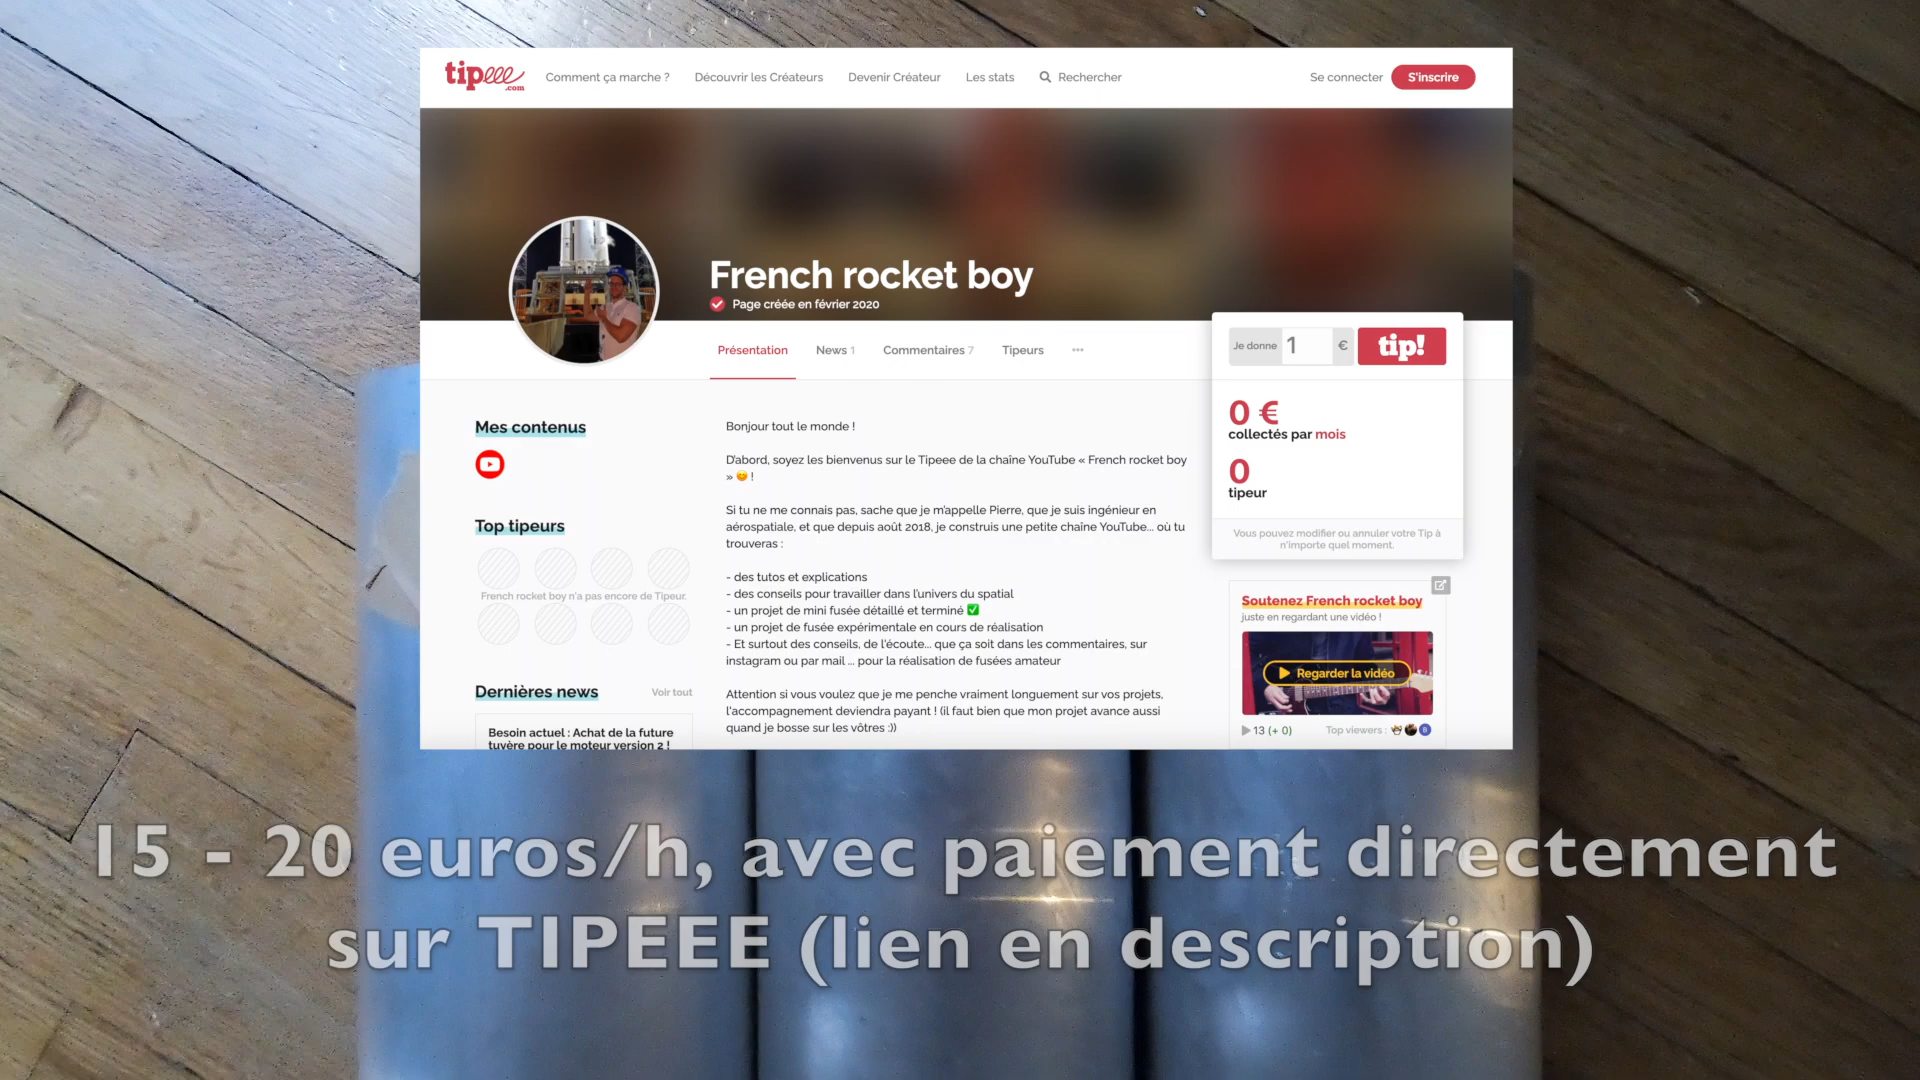 tipeee.com Comment ça marche ? Découvrir les Créateurs Devenir Créateur Les stats Rechercher Se connecter S'inscrire
French rocket boy
Page créée en février 2020
Présentation News 1 Commentaires 7 Tipeurs ...
Je donne 1 € tip!
0 €
collectés par mois
0
tipeur
Vous pouvez modifier ou annuler votre Tip à
n'importe quel moment.
Mes contenus
Top tipeurs
French rocket boy n'a pas encore de Tipeur.
Dernières news Voir tout
Besoin actuel : Achat de la future
tuyère pour le moteur version 2 !
Bonjour tout le monde !
D'abord, soyez les bienvenus sur le Tipeee de la chaîne YouTube « French rocket boy
» 😊 !
Si tu ne me connais pas, sache que je m'appelle Pierre, que je suis ingénieur en
aérospatiale, et que depuis août 2018, je construis une petite chaîne YouTube... où tu
trouveras :
- des tutos et explications
- des conseils pour travailler dans l'univers du spatial
- un projet de mini fusée détaillé et terminé ✅
- un projet de fusée expérimentale en cours de réalisation
- Et surtout des conseils, de l'écoute... que ça soit dans les commentaires, sur
instagram ou par mail ... pour la réalisation de fusées amateur
Attention si vous voulez que je me penche vraiment longuement sur vos projets,
l'accompagnement deviendra payant ! (il faut bien que mon projet avance aussi
quand je bosse sur les vôtres :))
Soutenez French rocket boy
juste en regardant une vidéo !
Regarder la vidéo
13 (+ 0) Top viewers : B
15 - 20 euros/h, avec paiement directement
sur TIPEEE (lien en description)